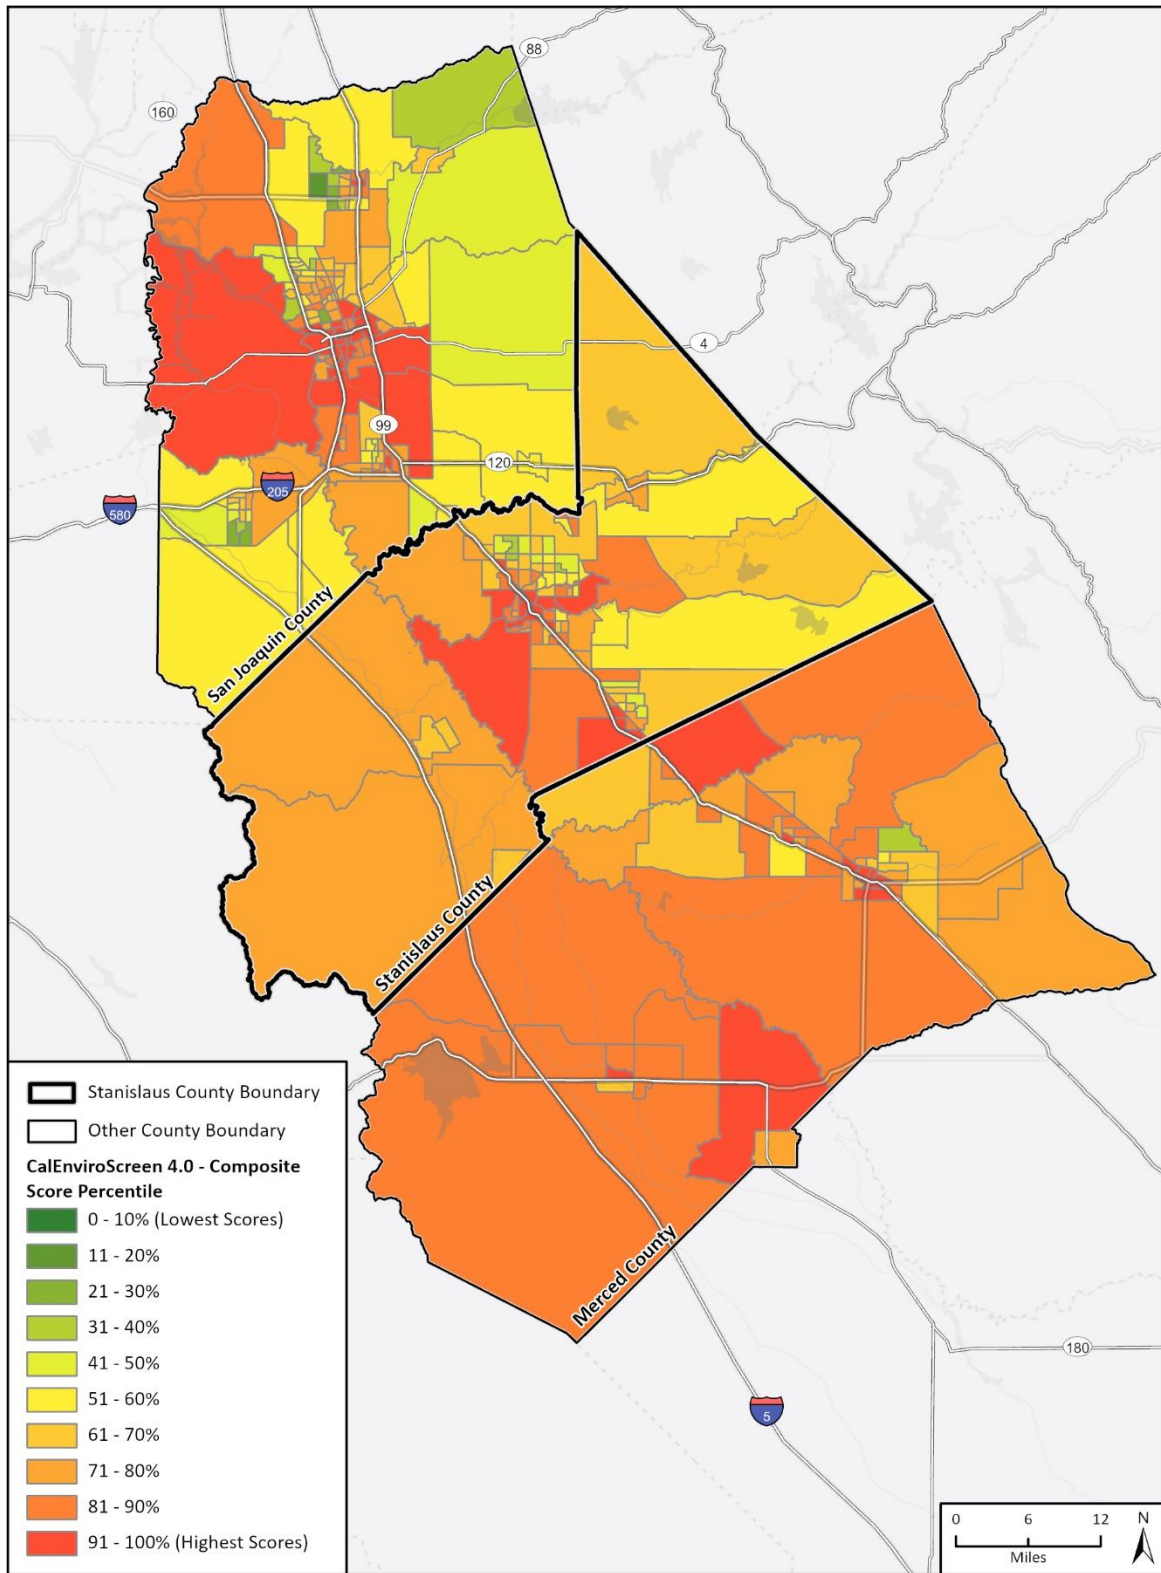 88
160
4
99
120
205
580
San Joaquin County
Stanislaus County
Merced County
180
5
Stanislaus County Boundary
Other County Boundary
CalEnviroScreen 4.0 - Composite
Score Percentile
0 - 10% (Lowest Scores)
11 - 20%
21 - 30%
31 - 40%
41 - 50%
51 - 60%
61 - 70%
71 - 80%
81 - 90%
91 - 100% (Highest Scores)
0 6 12 N
Miles